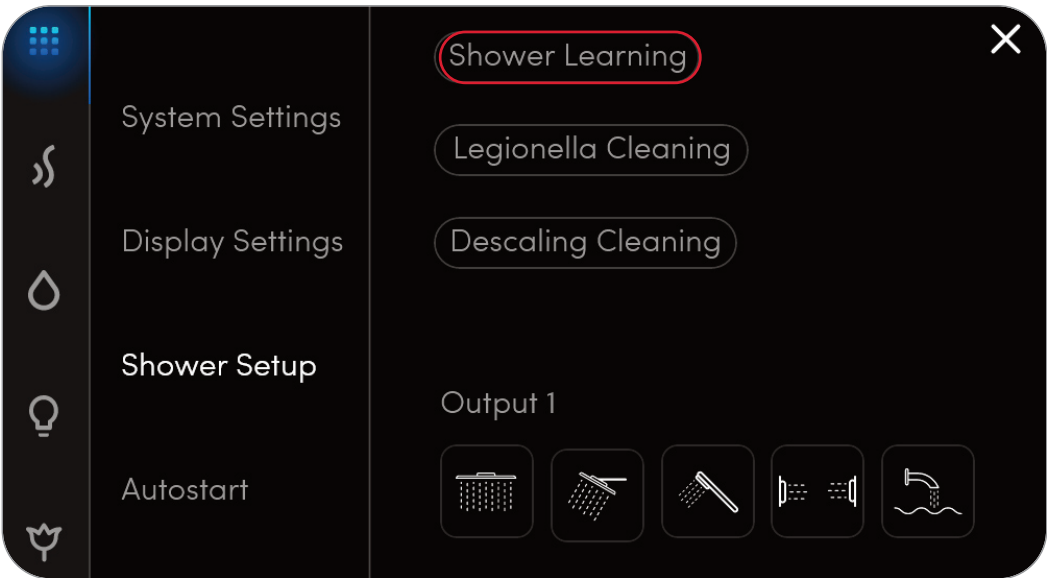 Shower Learning
System Settings
Legionella Cleaning
Display Settings
Descaling Cleaning
Shower Setup
Output 1
Autostart